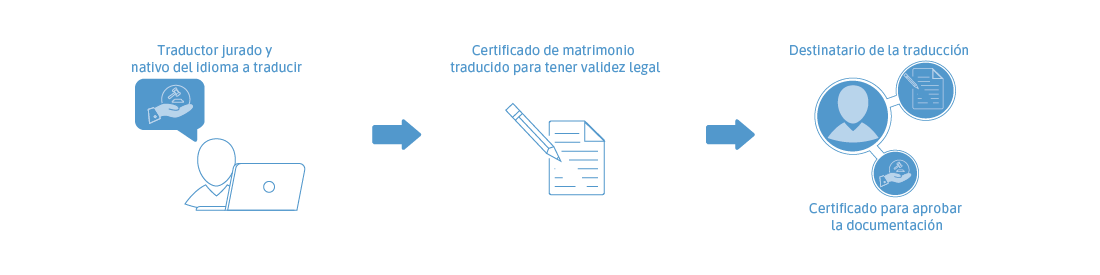 Traductor jurado y
nativo del idioma a traducir
Certificado de matrimonio
traducido para tener validez legal
Destinatario de la traducción
Certificado para aprobar
la documentación